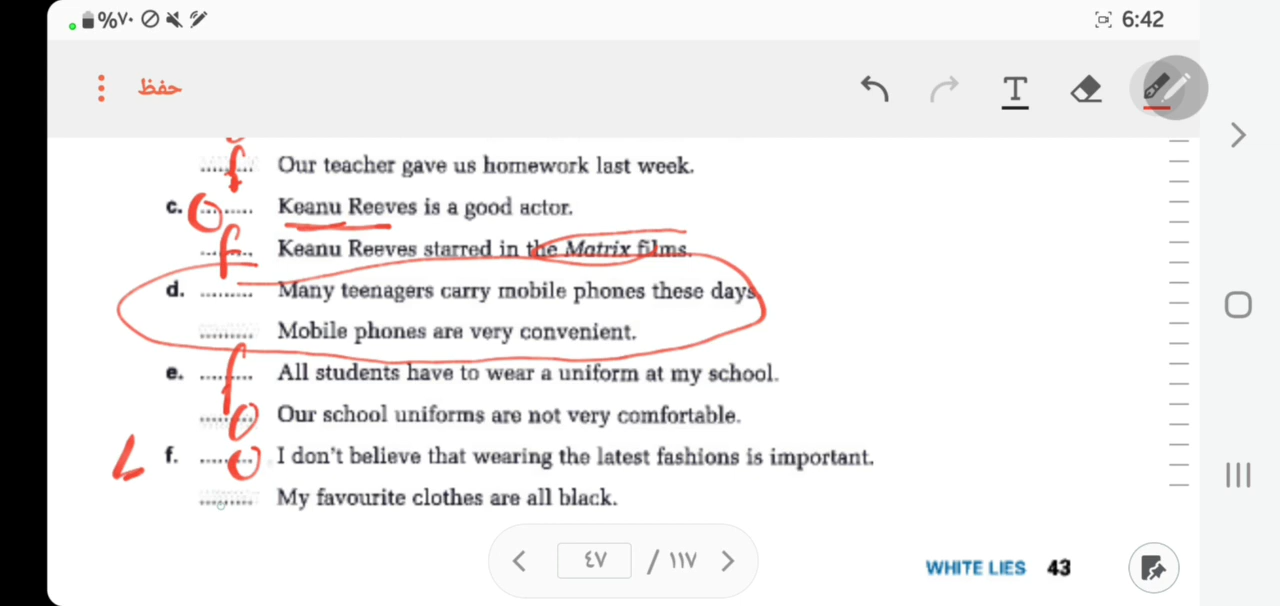 %٧٠ 6:42
حفظ T
f Our teacher gave us homework last week.
c. O Keanu Reeves is a good actor.
f Keanu Reeves starred in the Matrix films.
d. ......... Many teenagers carry mobile phones these days.
......... Mobile phones are very convenient.
e. f All students have to wear a uniform at my school.
O Our school uniforms are not very comfortable.
f. O I don't believe that wearing the latest fashions is important.
......... My favourite clothes are all black.
< ٤٧ / ١١٧ >
WHITE LIES 43